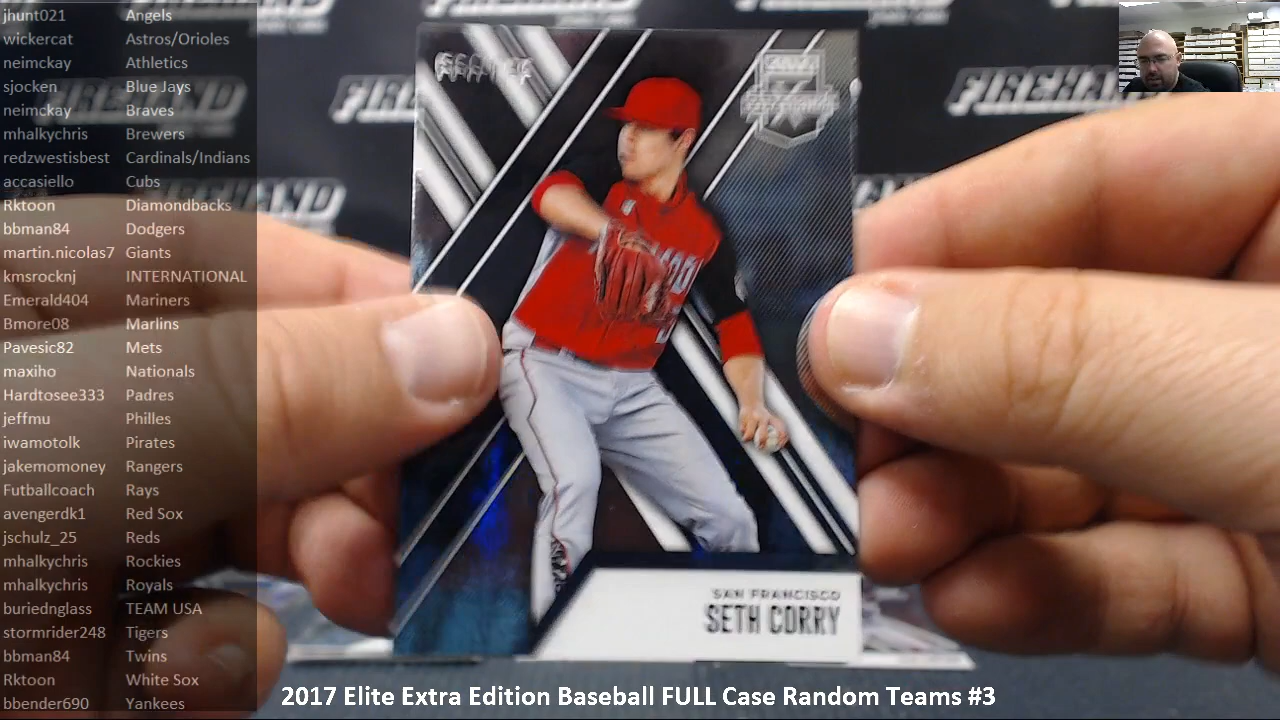 jhunt021 Angels
wickercat Astros/Orioles
neimckay Athletics
sjocken Blue Jays
neimckay Braves
mhalkychris Brewers
redzwestisbest Cardinals/Indians
accasiello Cubs
Rktoon Diamondbacks
bbman84 Dodgers
martin.nicolas7 Giants
kmsrocknj INTERNATIONAL
Emerald404 Mariners
Bmore08 Marlins
Pavesic82 Mets
maxiho Nationals
Hardtosee333 Padres
jeffmu Philles
iwamotolk Pirates
jakemomoney Rangers
Futballcoach Rays
avengerdk1 Red Sox
jschulz_25 Reds
mhalkychris Rockies
mhalkychris Royals
buriednglass TEAM USA
stormrider248 Tigers
bbman84 Twins
Rktoon White Sox
bbender690 Yankees
FIREHAND
SAN FRANCISCO
SETH CORRY
2017 Elite Extra Edition Baseball FULL Case Random Teams #3